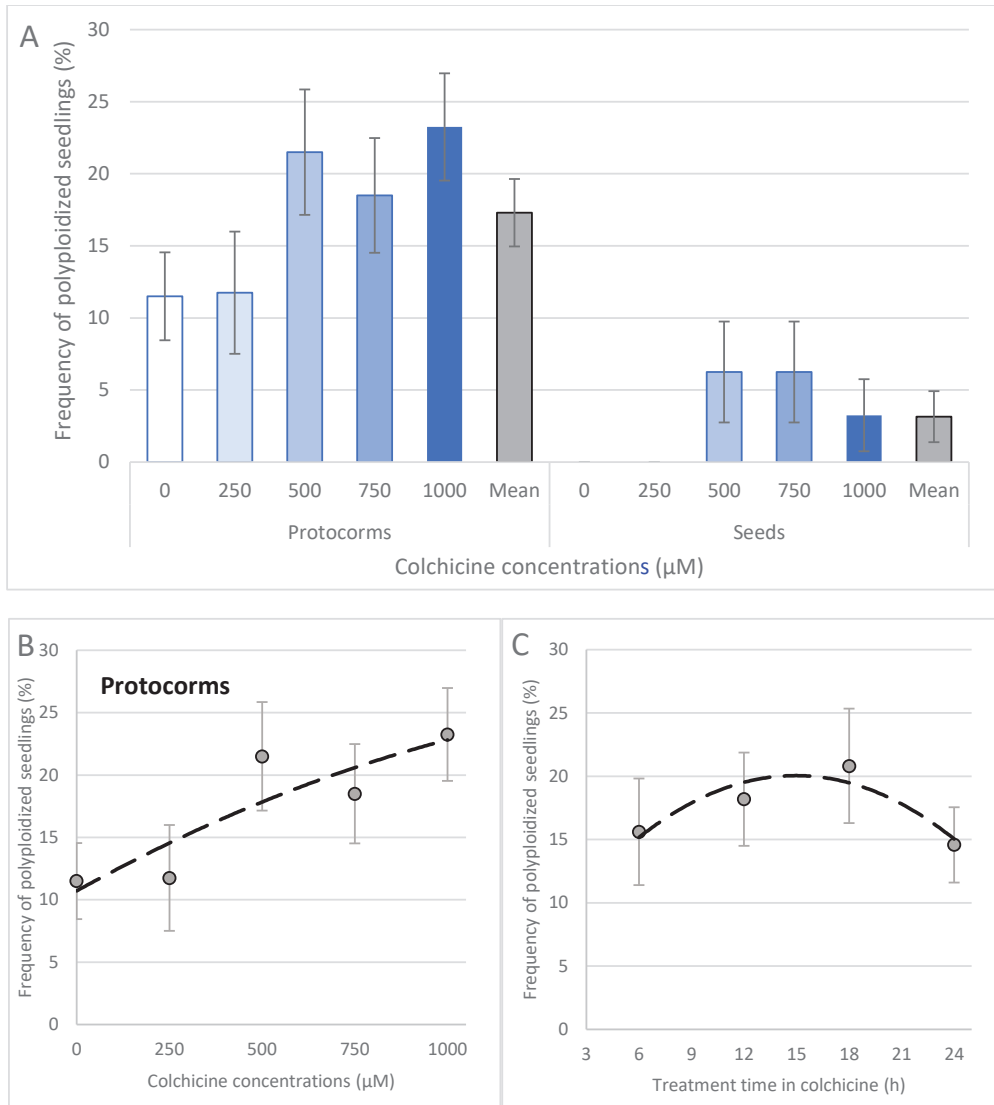 A
Frequency of polyploidized seedlings (%)
30
25
20
15
10
5
0
0 250 500 750 1000 Mean 0 250 500 750 1000 Mean
Protocorms Seeds
Colchicine concentrations (µM)
B
Protocorms
Frequency of polyploidized seedlings (%)
30
25
20
15
10
5
0
0 250 500 750 1000
Colchicine concentrations (µM)
C
Frequency of polyploidized seedlings (%)
30
25
20
15
10
5
0
3 6 9 12 15 18 21 24
Treatment time in colchicine (h)